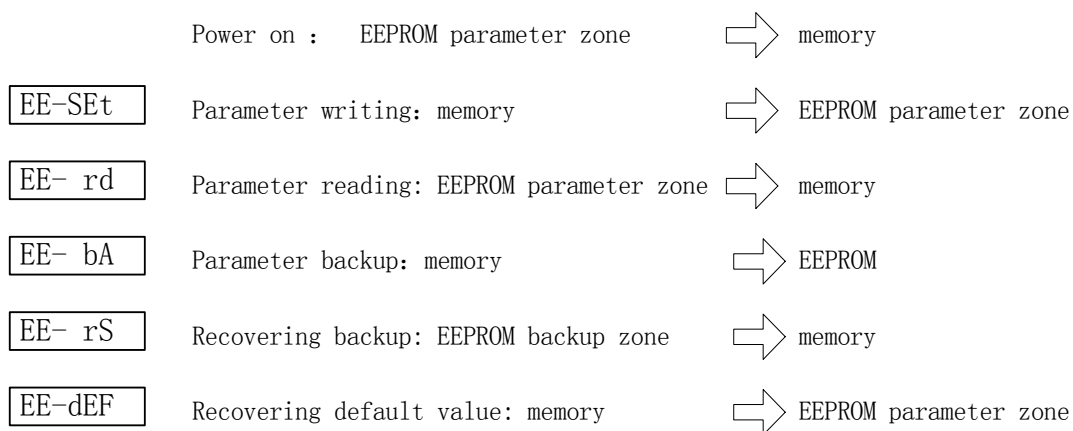 Power on : EEPROM parameter zone memory
EE-SEt Parameter writing: memory EEPROM parameter zone
EE- rd Parameter reading: EEPROM parameter zone memory
EE- bA Parameter backup: memory EEPROM
EE- rS Recovering backup: EEPROM backup zone memory
EE-dEF Recovering default value: memory EEPROM parameter zone